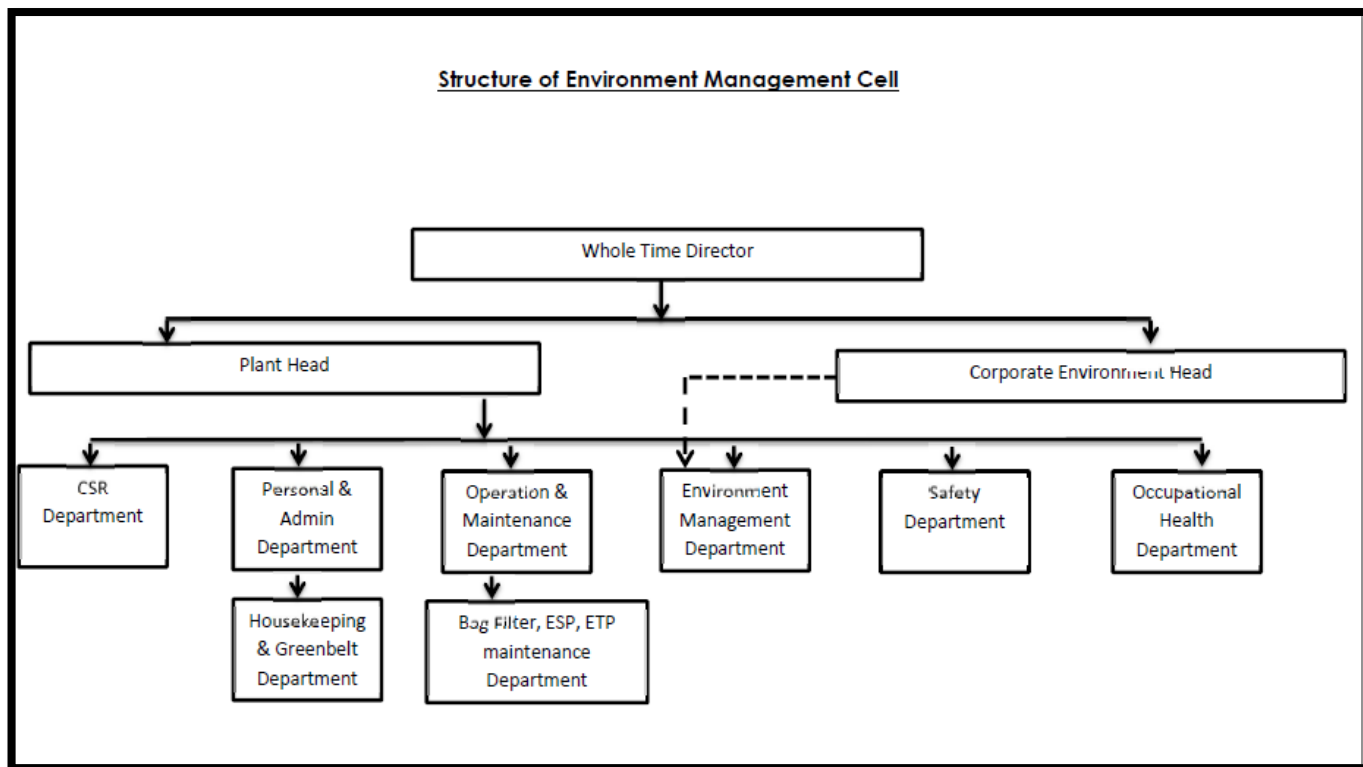 Structure of Environment Management Cell
Whole Time Director
Plant Head
Corporate Environment Head
CSR
Department
Personal &
Admin
Department
Operation &
Maintenance
Department
Environment
Management
Department
Safety
Department
Occupational
Health
Department
Housekeeping
& Greenbelt
Department
Bag Filter, ESP, ETP
maintenance
Department